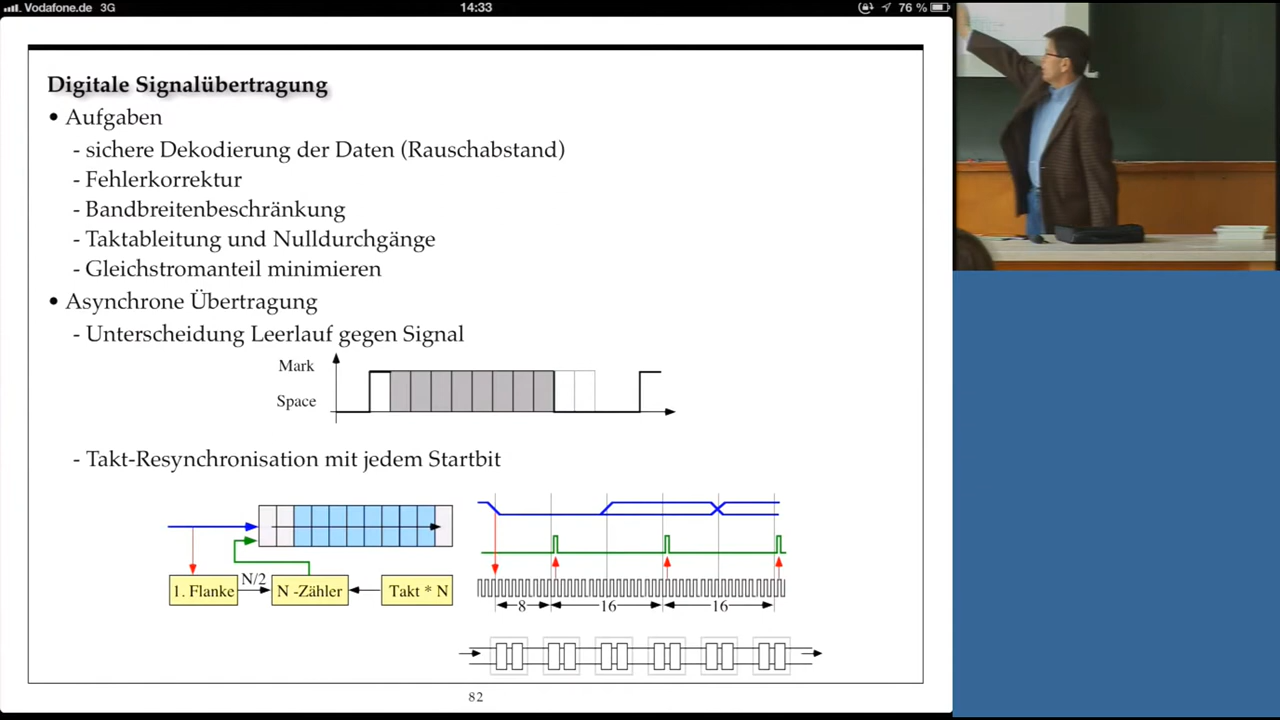 Vodafone.de 3G 14:33 76 %
Digitale Signalübertragung
• Aufgaben
- sichere Dekodierung der Daten (Rauschabstand)
- Fehlerkorrektur
- Bandbreitenbeschränkung
- Taktableitung und Nulldurchgänge
- Gleichstromanteil minimieren
• Asynchrone Übertragung
- Unterscheidung Leerlauf gegen Signal
Mark
Space
- Takt-Resynchronisation mit jedem Startbit
1. Flanke N/2 N -Zähler Takt * N
8 16 16
82